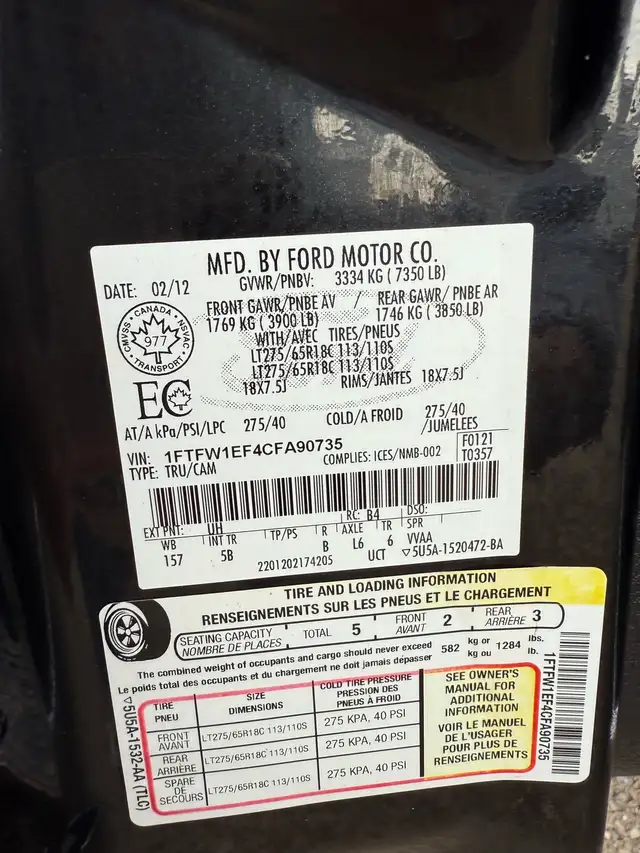 MFD. BY FORD MOTOR CO.
DATE: 02/12
GVWR/PNBV: 3334 KG ( 7350 LB)
FRONT GAWR/PNBE AV / REAR GAWR/ PNBE AR
1769 KG ( 3900 LB) 1746 KG ( 3850 LB)
WITH/AVEC TIRES/PNEUS
LT275/65R18C 113/110S
LT275/65R18C 113/110S
18X7.5J RIMS/JANTES 18X7.5J
CANADA
CMVSS NSVAC
977
TRANSPORT
EC
AT/A kPa/PSI/LPC 275/40 COLD/A FROID 275/40
/JUMELEES
VIN: 1FTFW1EF4CFA90735
TYPE: TRU/CAM COMPLIES: ICES/NMB-002
F0121
T0357
EXT PNT: UH RC: B4 DSO:
WB INT TR TP/PS R AXLE TR SPR
157 5B B L6 6 VVAA
2201202174205 UCT ▽5U5A-1520472-BA
TIRE AND LOADING INFORMATION
RENSEIGNEMENTS SUR LES PNEUS ET LE CHARGEMENT
SEATING CAPACITY
NOMBRE DE PLACES
TOTAL 5
FRONT
AVANT 2
REAR
ARRIÈRE 3
The combined weight of occupants and cargo should never exceed
Le poids total des occupants et du chargement ne doit jamais dépasser
582 kg or
kg ou
1284 lbs.
lb.
TIRE
PNEU
SIZE
DIMENSIONS
COLD TIRE PRESSURE
PRESSION DES
PNEUS À FROID
FRONT
AVANT
LT275/65R18C 113/110S
275 KPA, 40 PSI
REAR
ARRIÈRE
LT275/65R18C 113/110S
275 KPA, 40 PSI
SPARE
DE
SECOURS
LT275/65R18C 113/110S
275 KPA, 40 PSI
SEE OWNER'S
MANUAL FOR
ADDITIONAL
INFORMATION
VOIR LE MANUEL
DE L'USAGER
POUR PLUS DE
RENSEIGNEMENTS
▽5U5A-1532-AA (TLC)
1FTFW1EF4CFA90735